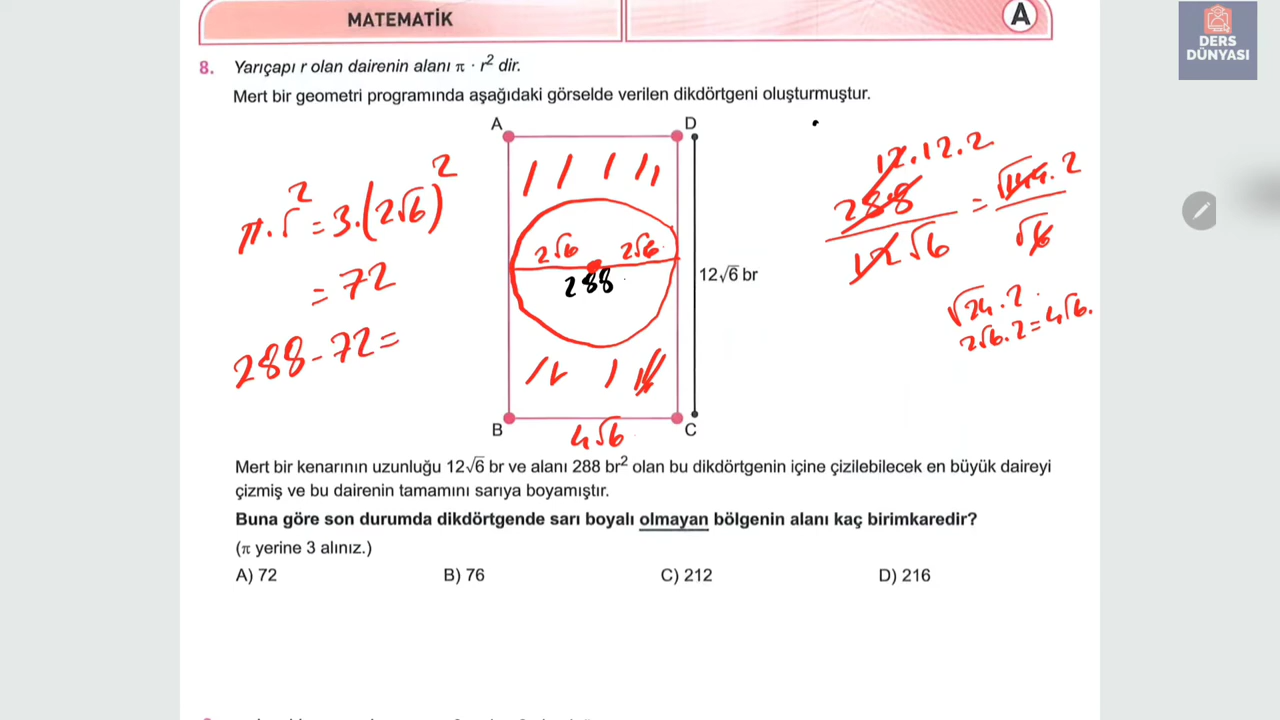 MATEMATİK
A
DERS
DÜNYASI
8. Yarıçapı r olan dairenin alanı π · r² dir.
Mert bir geometri programında aşağıdaki görselde verilen dikdörtgeni oluşturmuştur.
A
D
π.r² = 3.(2√6)²
= 72
288-72=
2√6 2√6
288
12√6 br
12.12.2
288/12√6 = √144.2/√6
√24.2
2√6.2=4√6.
B
C
4√6
Mert bir kenarının uzunluğu 12√6 br ve alanı 288 br² olan bu dikdörtgenin içine çizilebilecek en büyük daireyi
çizmiş ve bu dairenin tamamını sarıya boyamıştır.
Buna göre son durumda dikdörtgende sarı boyalı olmayan bölgenin alanı kaç birimkaredir?
(π yerine 3 alınız.)
A) 72 B) 76 C) 212 D) 216